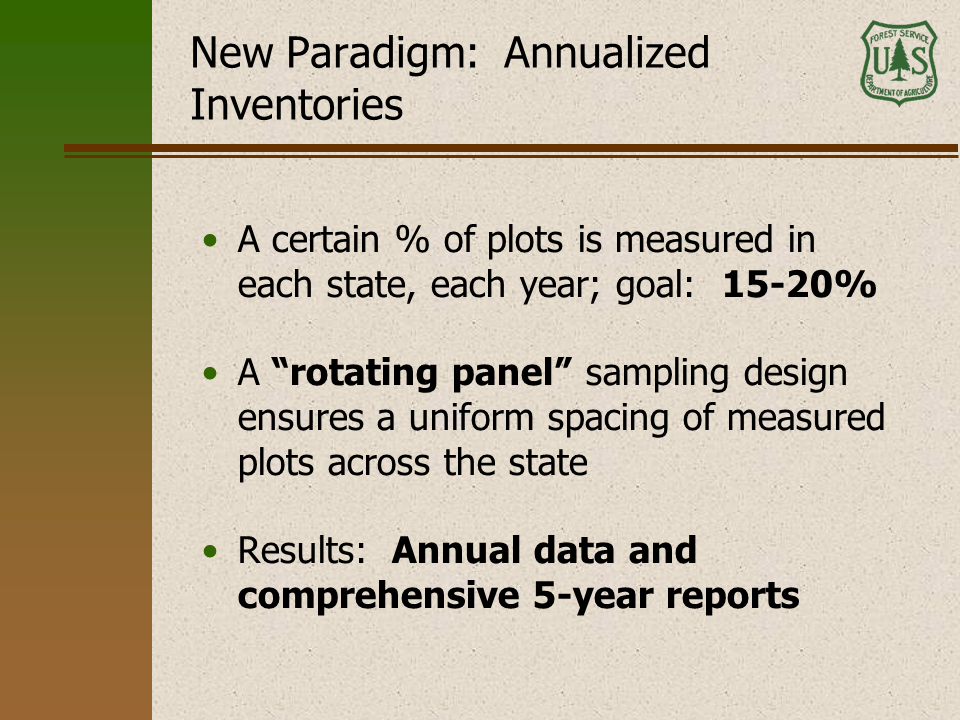 New Paradigm: Annualized
Inventories
FOREST SERVICE
U S
DEPARTMENT OF AGRICULTURE
• A certain % of plots is measured in
each state, each year; goal: 15-20%
• A “rotating panel” sampling design
ensures a uniform spacing of measured
plots across the state
• Results: Annual data and
comprehensive 5-year reports